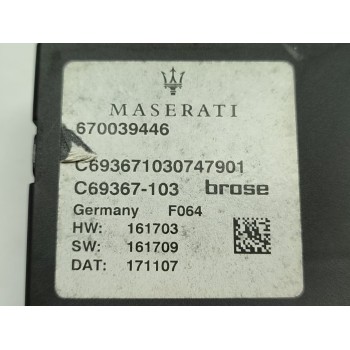 MASERATI
670039446
C693671030747901
C69367-103 brose
Germany F064
HW: 161703
SW: 161709
DAT: 171107